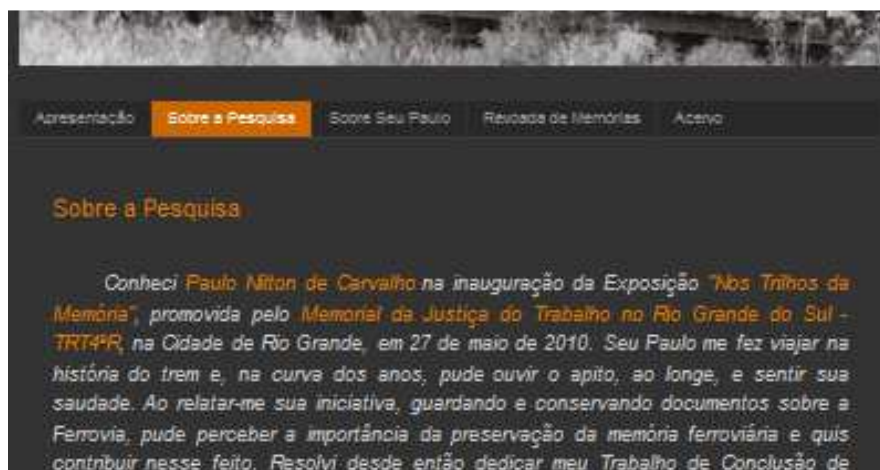 Apresentação Sobre a Pesquisa Sobre Seu Paulo Revoada de Memórias Acervo
Sobre a Pesquisa
Conheci Paulo Nilton de Carvalho na inauguração da Exposição "Nos Trilhos da
Memória", promovida pelo Memorial da Justiça do Trabalho no Rio Grande do Sul -
TRT4ªR, na Cidade de Rio Grande, em 27 de maio de 2010. Seu Paulo me fez viajar na
história do trem e, na curva dos anos, pude ouvir o apito, ao longe, e sentir sua
saudade. Ao relatar-me sua iniciativa, guardando e conservando documentos sobre a
Ferrovia, pude perceber a importância da preservação da memória ferroviária e quis
contribuir nesse feito. Resolvi desde então dedicar meu Trabalho de Conclusão de